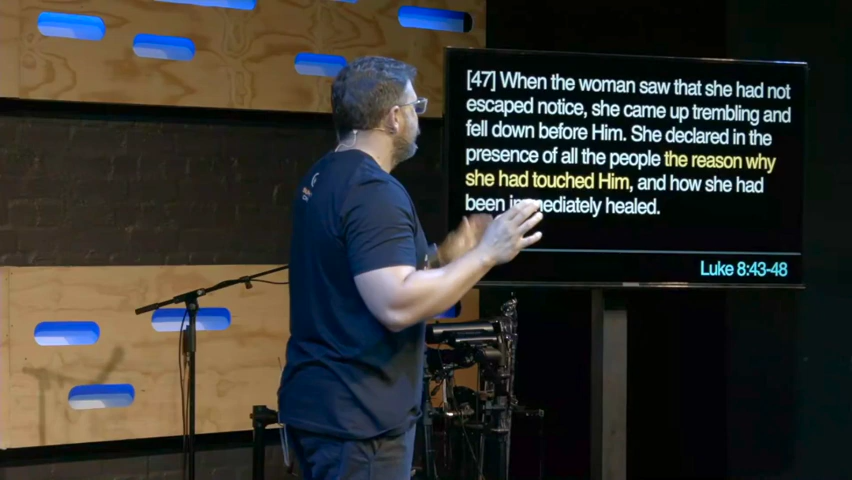 [47] When the woman saw that she had not
escaped notice, she came up trembling and
fell down before Him. She declared in the
presence of all the people the reason why
she had touched Him, and how she had
been immediately healed.
Luke 8:43-48